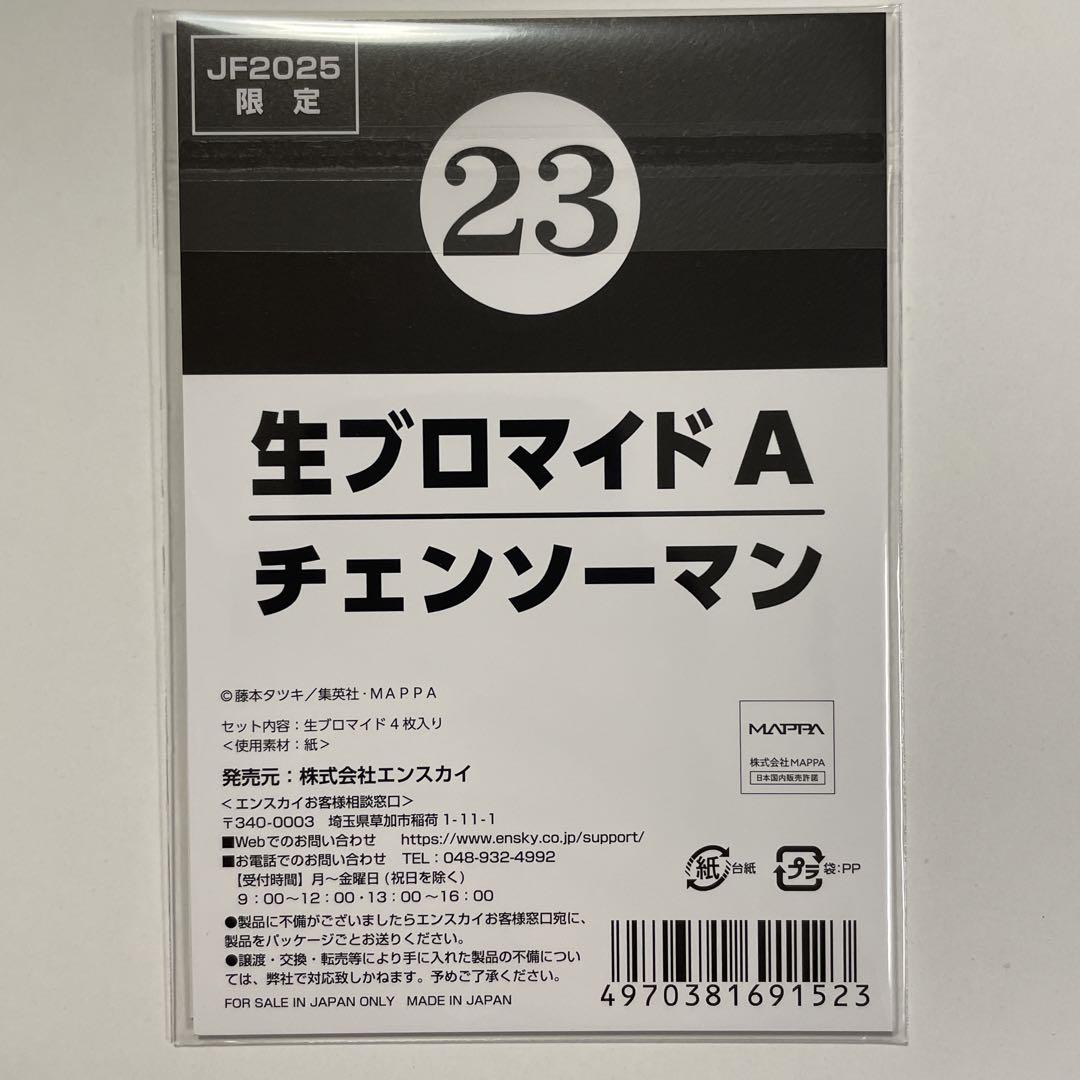 JF2025
限 定
23
生ブロマイド A
チェンソーマン
©藤本タツキ／集英社・MAPPA
セット内容：生ブロマイド4枚入り
＜使用素材：紙＞
発売元：株式会社エンスカイ
＜エンスカイお客様相談窓口＞
〒340-0003 埼玉県草加市稲荷1-11-1
■Webでのお問い合わせ https://www.ensky.co.jp/support/
■お電話でのお問い合わせ TEL：048-932-4992
【受付時間】月〜金曜日(祝日を除く)
9：00〜12：00・13：00〜16：00
●製品に不備がございましたらエンスカイお客様窓口宛に、
製品をパッケージごとお送りください。
●譲渡・交換・転売等により手に入れた製品の不備につい
ては、弊社で対応致しかねます。予めご了承ください。
FOR SALE IN JAPAN ONLY MADE IN JAPAN
MAPPA
株式会社MAPPA
日本国内販売許諾
紙 台紙
プラ 袋:PP
4970381691523